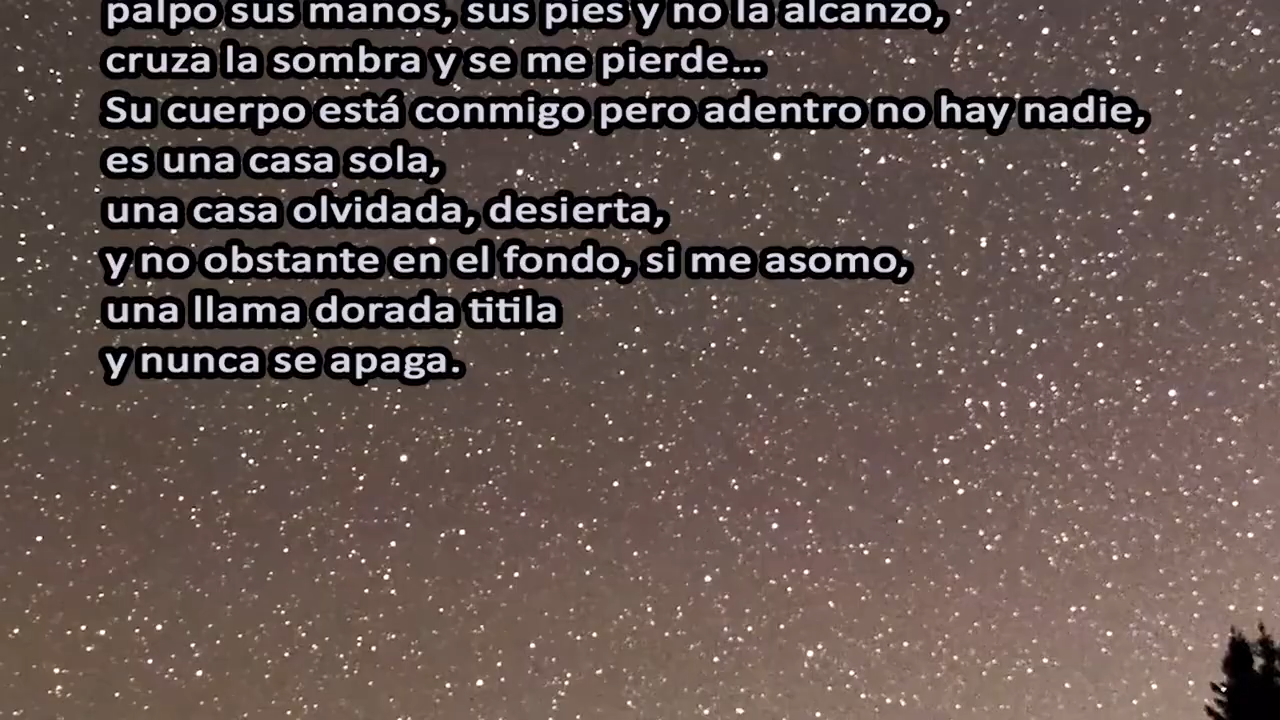 palpo sus manos, sus pies y no la alcanzo,
cruza la sombra y se me pierde...
Su cuerpo está conmigo pero adentro no hay nadie,
es una casa sola,
una casa olvidada, desierta,
y no obstante en el fondo, si me asomo,
una llama dorada titila
y nunca se apaga.